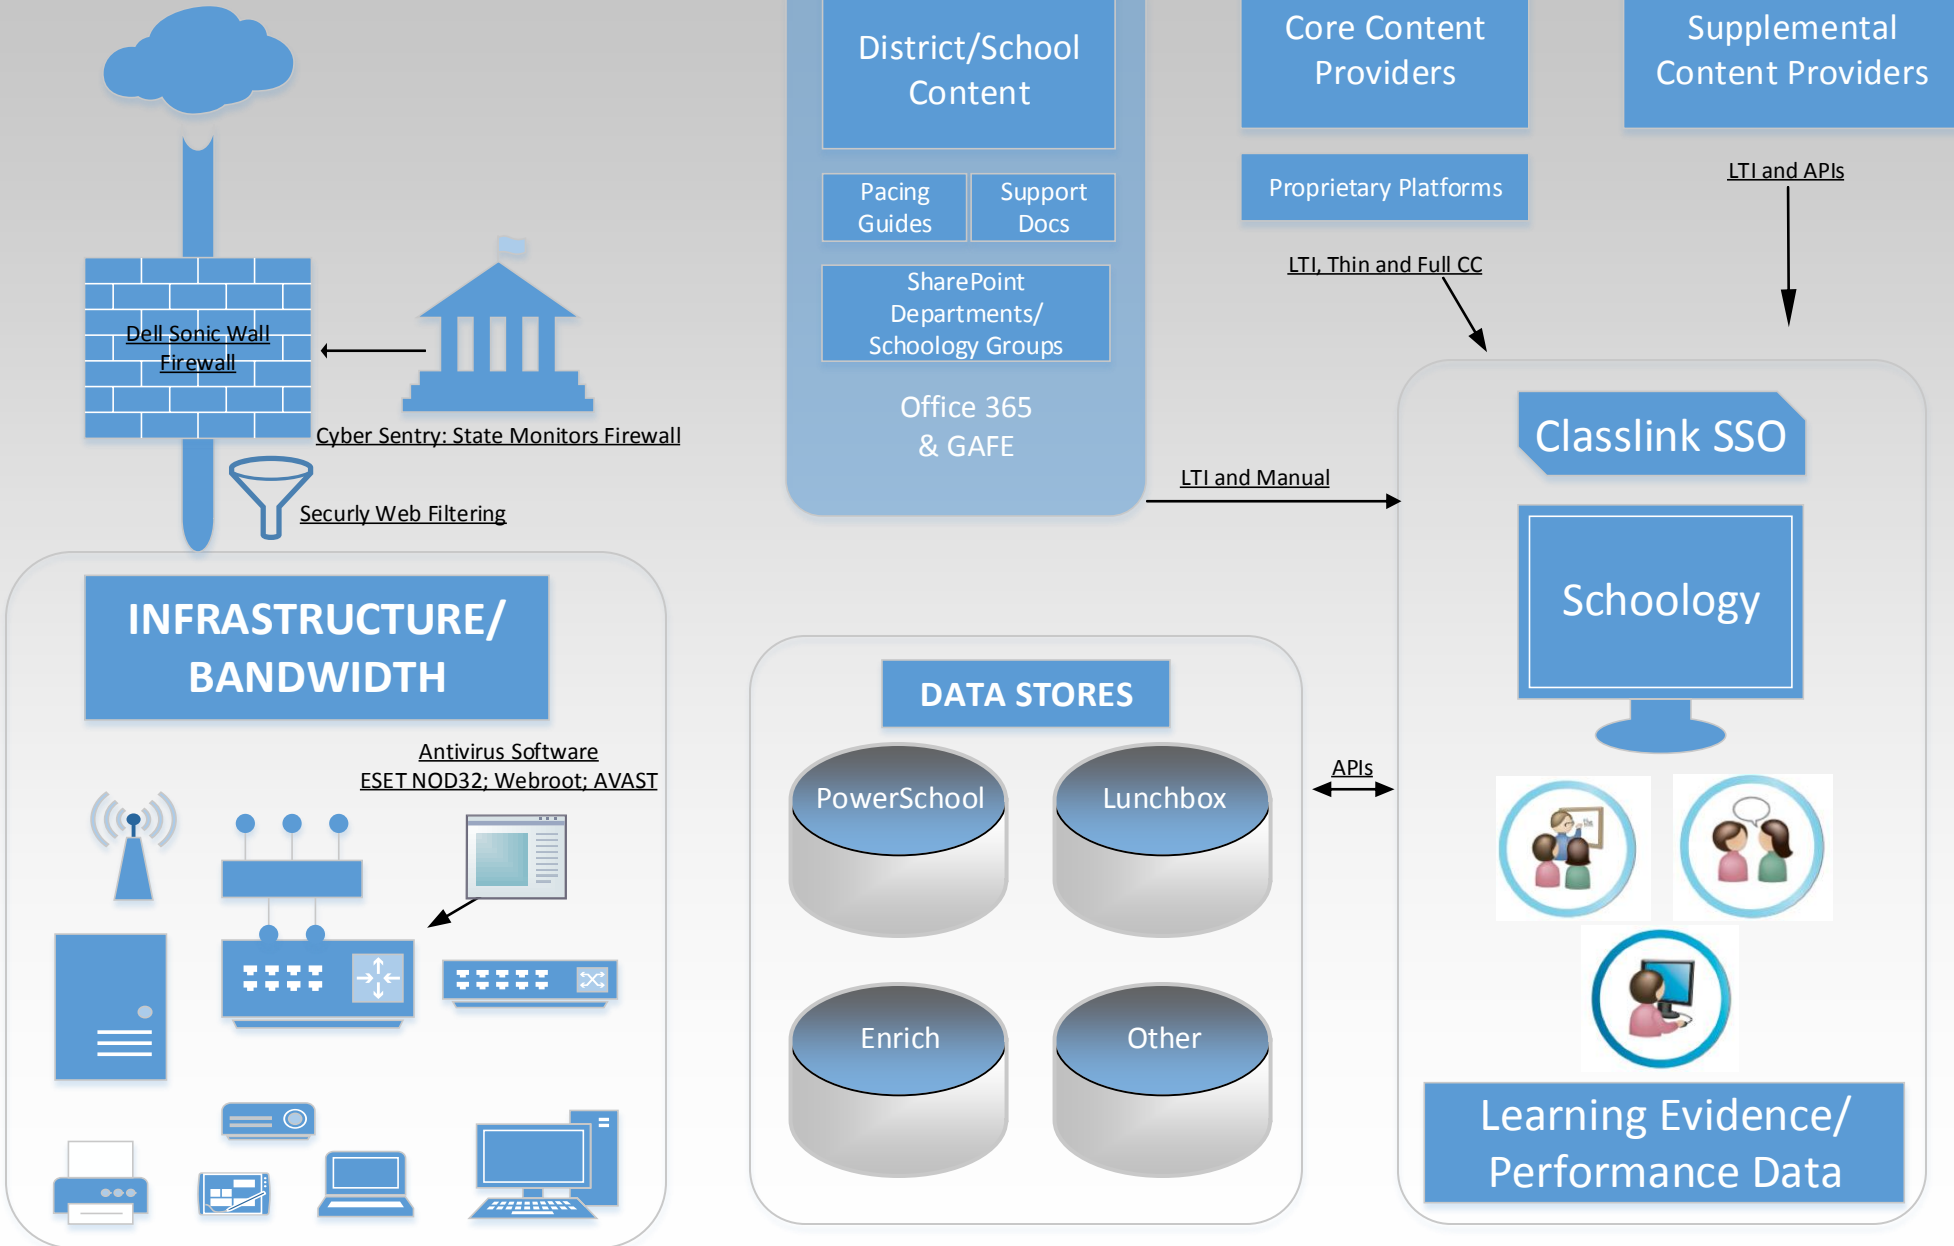 District/School
Content
Core Content
Providers
Supplemental
Content Providers
Pacing
Guides
Support
Docs
Proprietary Platforms
LTI and APIs
LTI, Thin and Full CC
SharePoint
Departments/
Schoology Groups
Office 365
& GAFE
LTI and Manual
Dell Sonic Wall
Firewall
Cyber Sentry: State Monitors Firewall
Securly Web Filtering
Classlink SSO
Schoology
INFRASTRUCTURE/
BANDWIDTH
Antivirus Software
ESET NOD32; Webroot; AVAST
DATA STORES
PowerSchool
Lunchbox
Enrich
Other
APIs
Learning Evidence/
Performance Data